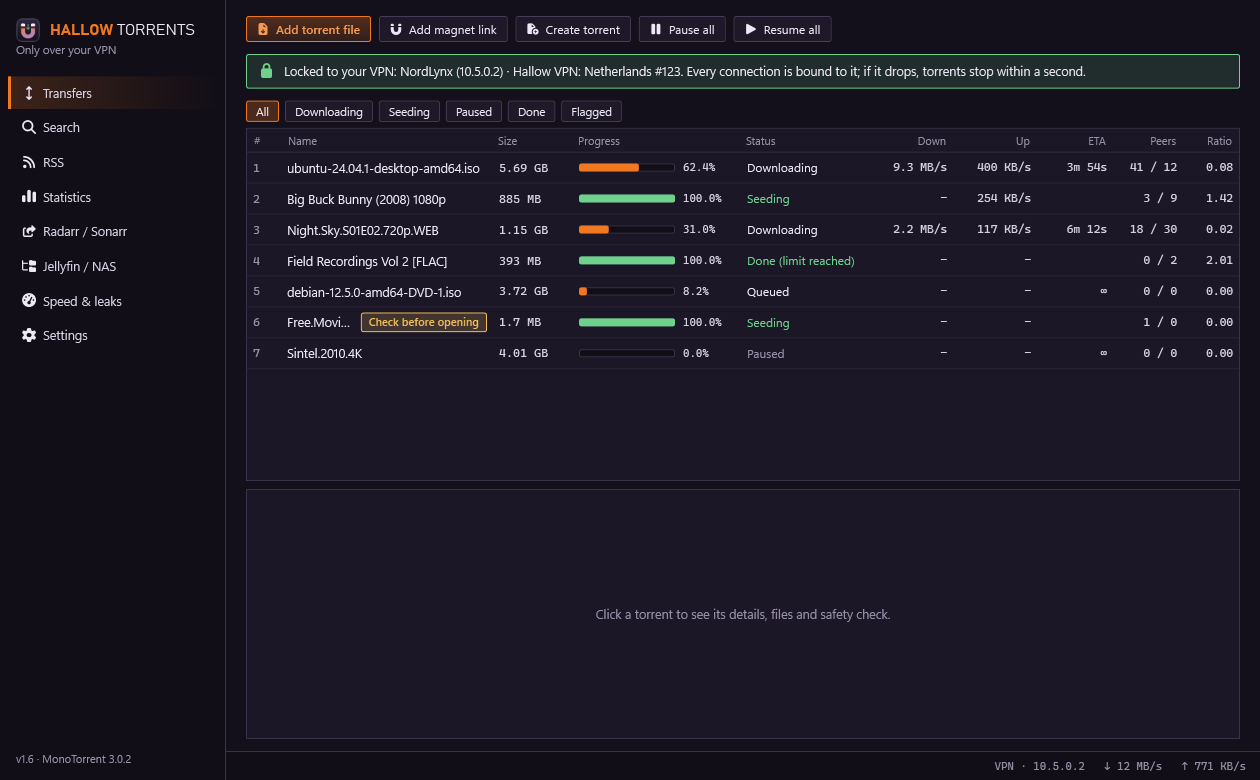 HALLOW TORRENTS
Only over your VPN
Transfers
Search
RSS
Statistics
Radarr / Sonarr
Jellyfin / NAS
Speed & leaks
Settings
v1.6 · MonoTorrent 3.0.2
Add torrent file Add magnet link Create torrent Pause all Resume all
Locked to your VPN: NordLynx (10.5.0.2) · Hallow VPN: Netherlands #123. Every connection is bound to it; if it drops, torrents stop within a second.
All Downloading Seeding Paused Done Flagged
# Name Size Progress Status Down Up ETA Peers Ratio
1 ubuntu-24.04.1-desktop-amd64.iso 5.69 GB 62.4% Downloading 9.3 MB/s 400 KB/s 3m 54s 41 / 12 0.08
2 Big Buck Bunny (2008) 1080p 885 MB 100.0% Seeding – 254 KB/s 3 / 9 1.42
3 Night.Sky.S01E02.720p.WEB 1.15 GB 31.0% Downloading 2.2 MB/s 117 KB/s 6m 12s 18 / 30 0.02
4 Field Recordings Vol 2 [FLAC] 393 MB 100.0% Done (limit reached) – – 0 / 2 2.01
5 debian-12.5.0-amd64-DVD-1.iso 3.72 GB 8.2% Queued – – ∞ 0 / 0 0.00
6 Free.Movi... Check before opening 1.7 MB 100.0% Seeding – – 1 / 0 0.00
7 Sintel.2010.4K 4.01 GB 0.0% Paused – – ∞ 0 / 0 0.00
Click a torrent to see its details, files and safety check.
VPN · 10.5.0.2 ↓ 12 MB/s ↑ 771 KB/s